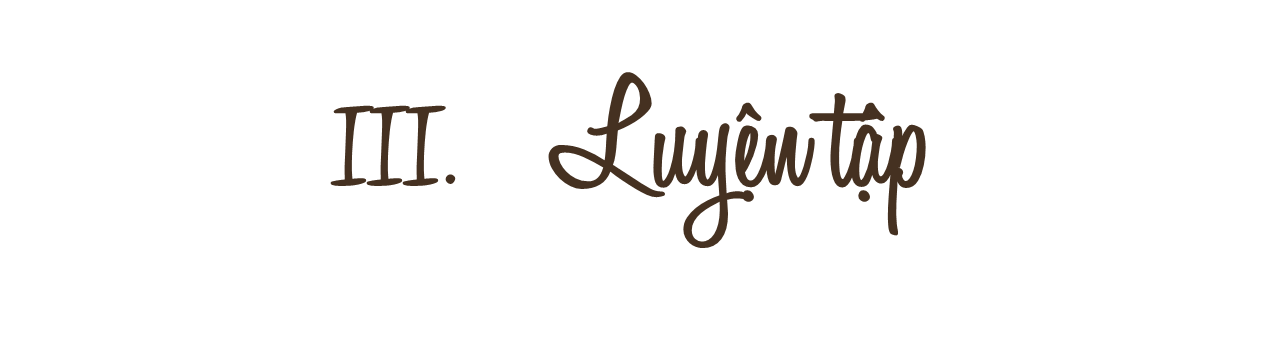 III. Luyện tập